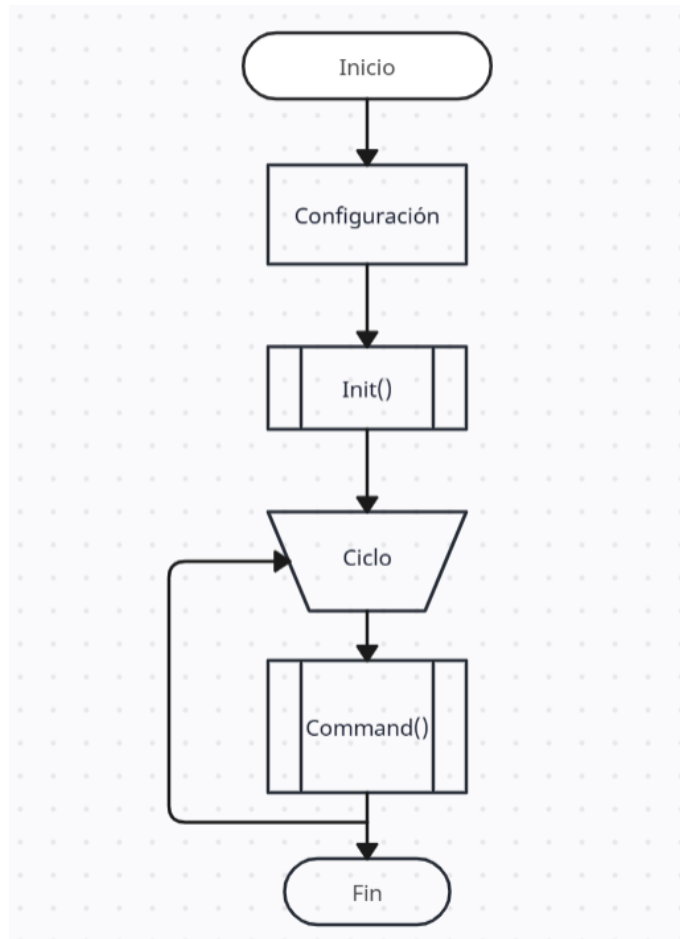 Inicio
Configuración
Init()
Ciclo
Command()
Fin